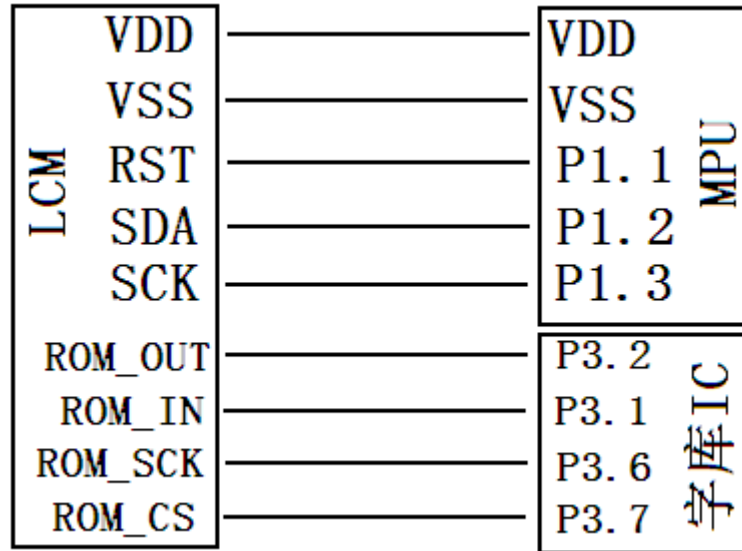 LCM
VDD
VSS
RST
SDA
SCK
ROM_OUT
ROM_IN
ROM_SCK
ROM_CS
VDD
VSS
P1.1
P1.2
P1.3
MPU
P3.2
P3.1
P3.6
P3.7
字库IC